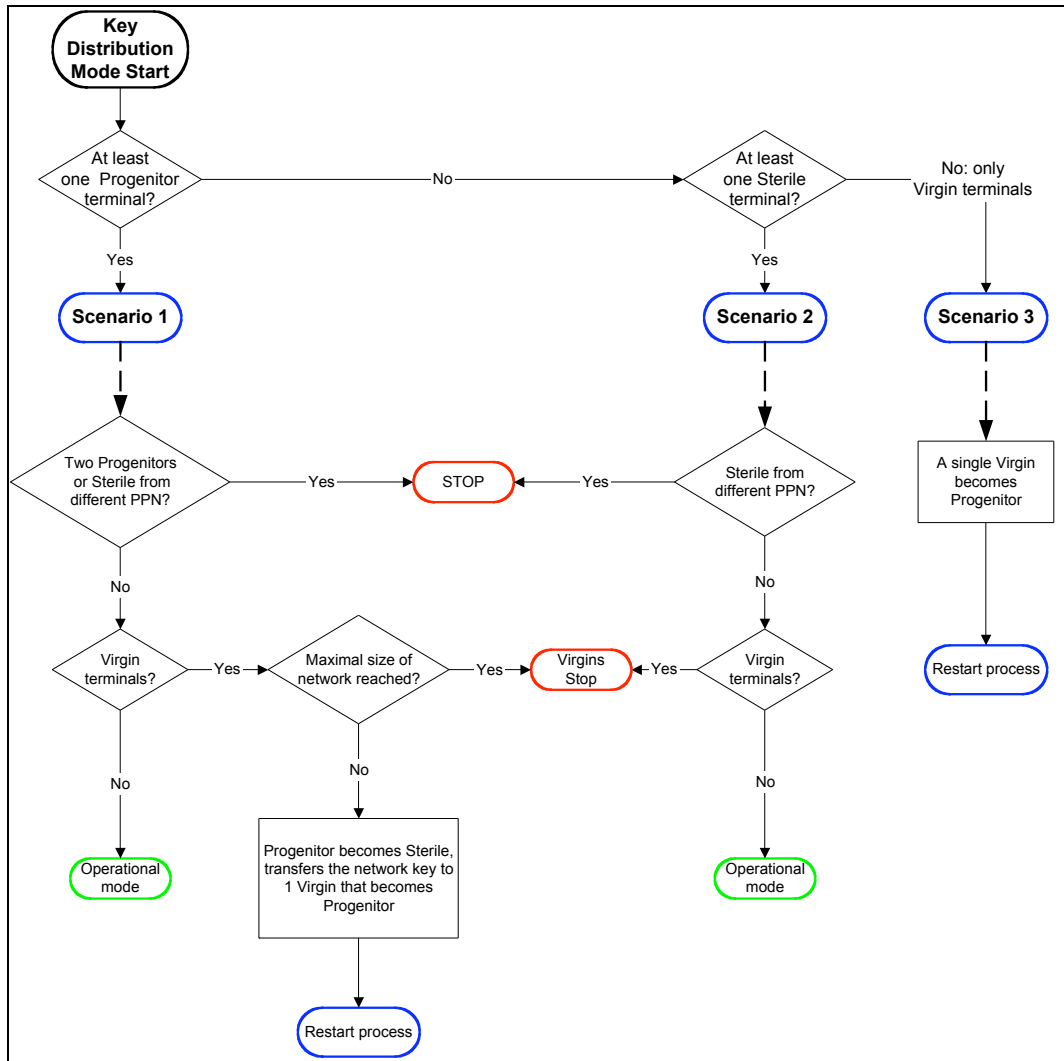 Key
Distribution
Mode Start
At least
one Progenitor
terminal?
No
At least
one Sterile
terminal?
No: only
Virgin terminals
Yes
Yes
Scenario 1
Scenario 2
Scenario 3
Two Progenitors
or Sterile from
different PPN?
Yes
STOP
Yes
Sterile from
different PPN?
A single Virgin
becomes
Progenitor
No
No
Virgin
terminals?
Yes
Maximal size of
network reached?
Yes
Virgins
Stop
Yes
Virgin
terminals?
Restart process
No
No
No
Operational
mode
Progenitor becomes Sterile,
transfers the network key to
1 Virgin that becomes
Progenitor
Operational
mode
Restart process